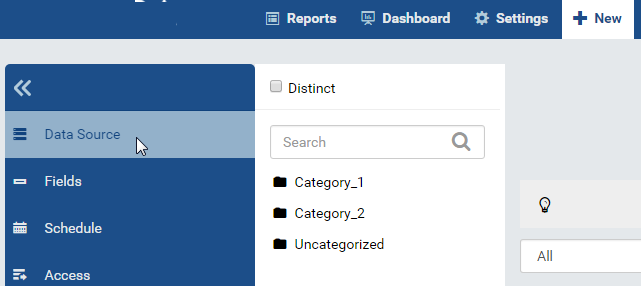 Reports Dashboard Settings New
Distinct
Data Source
Search
Fields
Category_1
Category_2
Schedule
Uncategorized
All
Access